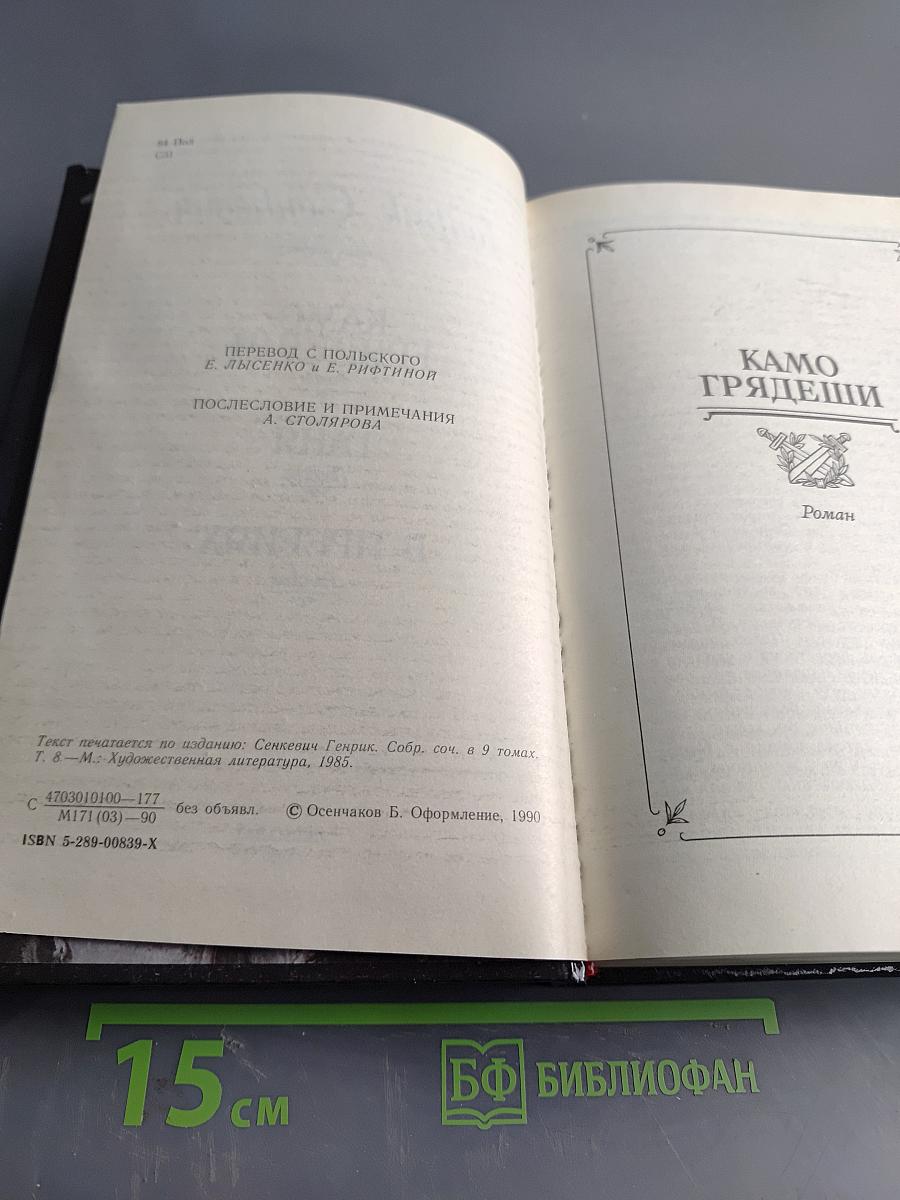 84 Пол
С31
ПЕРЕВОД С ПОЛЬСКОГО
Е. ЛЫСЕНКО и Е. РИФТИНОЙ
ПОСЛЕСЛОВИЕ И ПРИМЕЧАНИЯ
А. СТОЛЯРОВА
Текст печатается по изданию: Сенкевич Генрик. Собр. соч. в 9 томах.
Т. 8.—М.: Художественная литература, 1985.
С 4703010100—177 без объявл. © Осенчаков Б. Оформление, 1990
М171(03)—90
ISBN 5-289-00839-X
КАМО
ГРЯДЕШИ
Роман
15 см
БФ БИБЛИОФАН